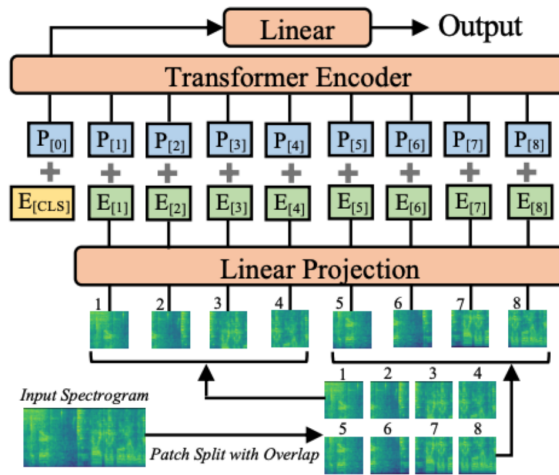 Linear Output
Transformer Encoder
P[0] P[1] P[2] P[3] P[4] P[5] P[6] P[7] P[8]
+ + + + + + + + +
E[CLS] E[1] E[2] E[3] E[4] E[5] E[6] E[7] E[8]
Linear Projection
1 2 3 4 5 6 7 8
Input Spectrogram
1 2 3 4
5 6 7 8
Patch Split with Overlap